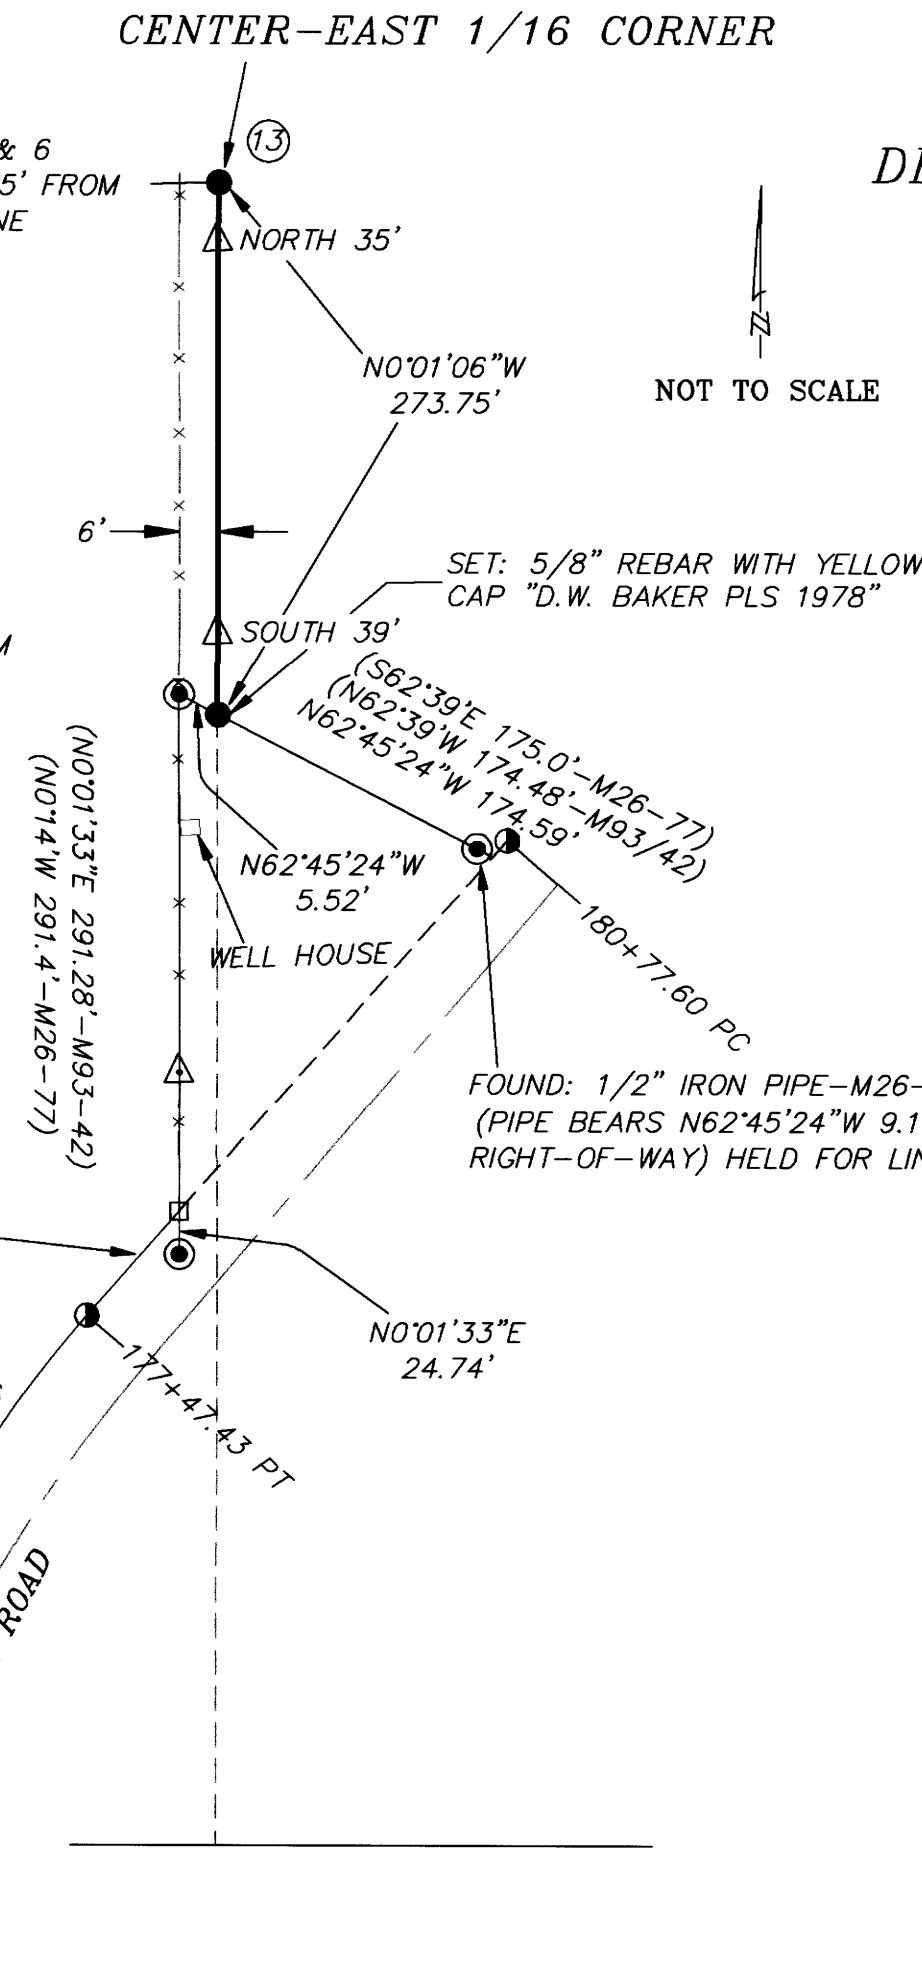 CENTER-EAST 1/16 CORNER
13
& 6
5' FROM
NE
NORTH 35'
N
NOT TO SCALE
N0°01'06"W
273.75'
6'
SET: 5/8" REBAR WITH YELLOW
CAP "D.W. BAKER PLS 1978"
SOUTH 39'
(S62°39'E 175.0'-M26-77)
(N62°39'W 174.48'-M93/42)
N62°45'24"W 174.59'
(N0°01'33"E 291.28'-M93-42)
(N0°14'W 291.4'-M26-77)
N62°45'24"W
5.52'
WELL HOUSE
180+77.60 PC
FOUND: 1/2" IRON PIPE-M26-
(PIPE BEARS N62°45'24"W 9.1
RIGHT-OF-WAY) HELD FOR LIN
N0°01'33"E
24.74'
177+47.43 PT
ROAD